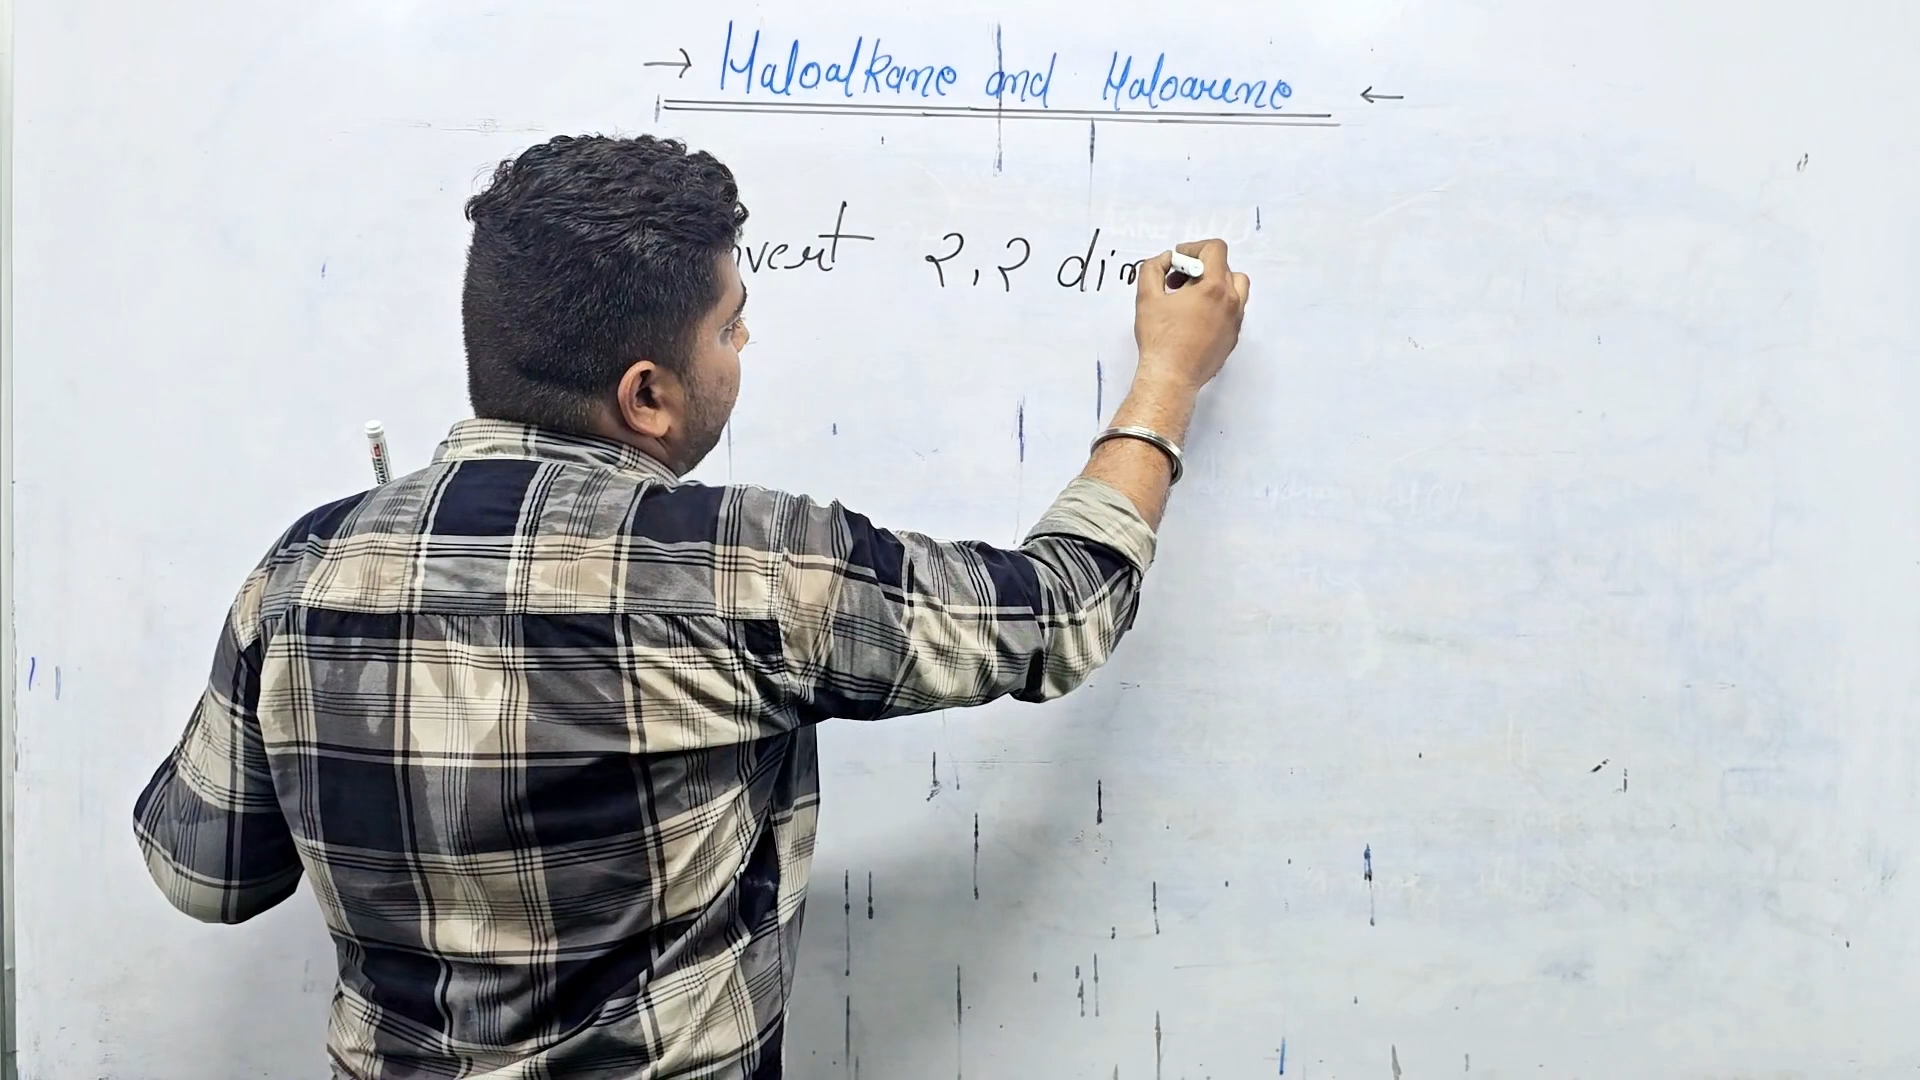 → Haloalkane and Haloarene ←
nvert 2,2 dim